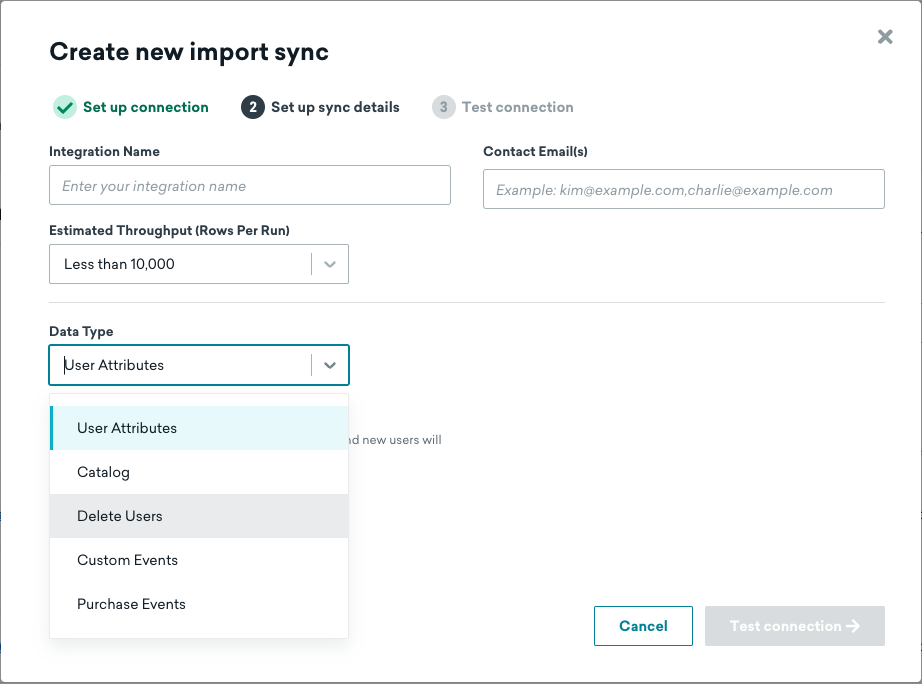 Create new import sync
Set up connection
2 Set up sync details
3 Test connection
Integration Name
Contact Email(s)
Enter your integration name
Example: kim@example.com,charlie@example.com
Estimated Throughput (Rows Per Run)
Less than 10,000
Data Type
User Attributes
User Attributes
new users will
Catalog
Delete Users
Custom Events
Purchase Events
Cancel
Test connection →